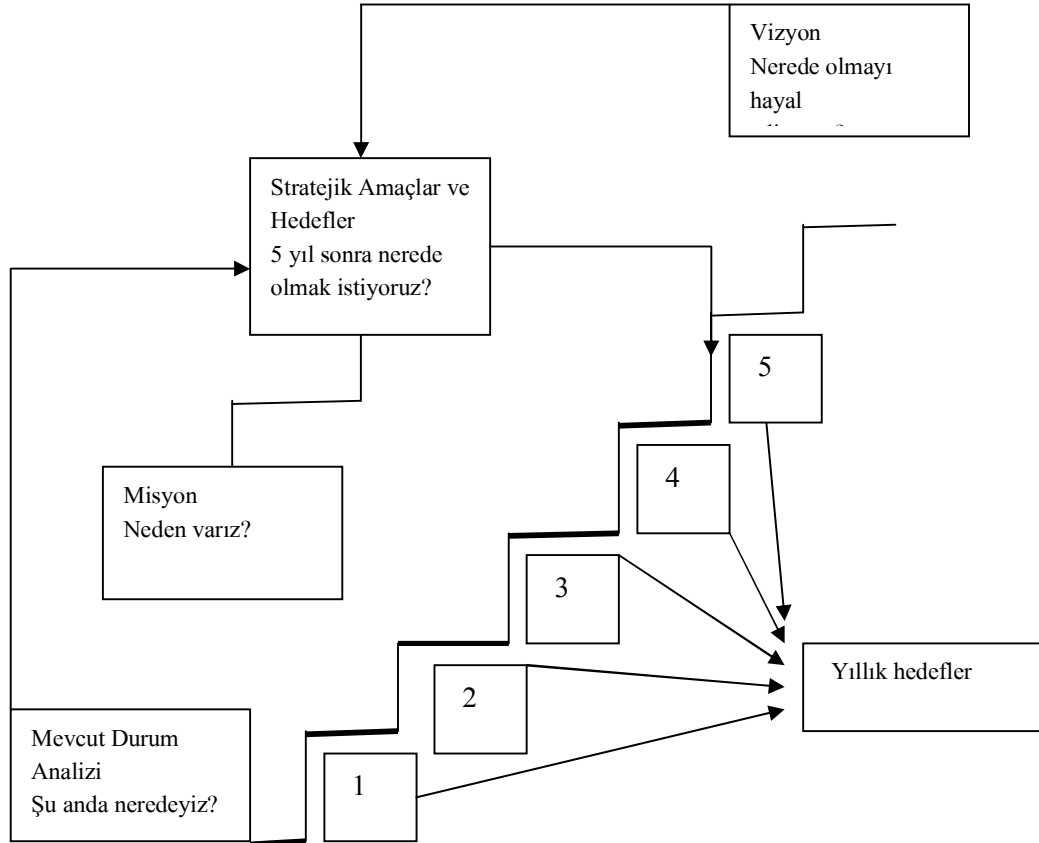 Vizyon
Nerede olmayı
hayal
Stratejik Amaçlar ve
Hedefler
5 yıl sonra nerede
olmak istiyoruz?
5
4
Misyon
Neden varız?
3
Yıllık hedefler
2
Mevcut Durum
Analizi
Şu anda neredeyiz?
1